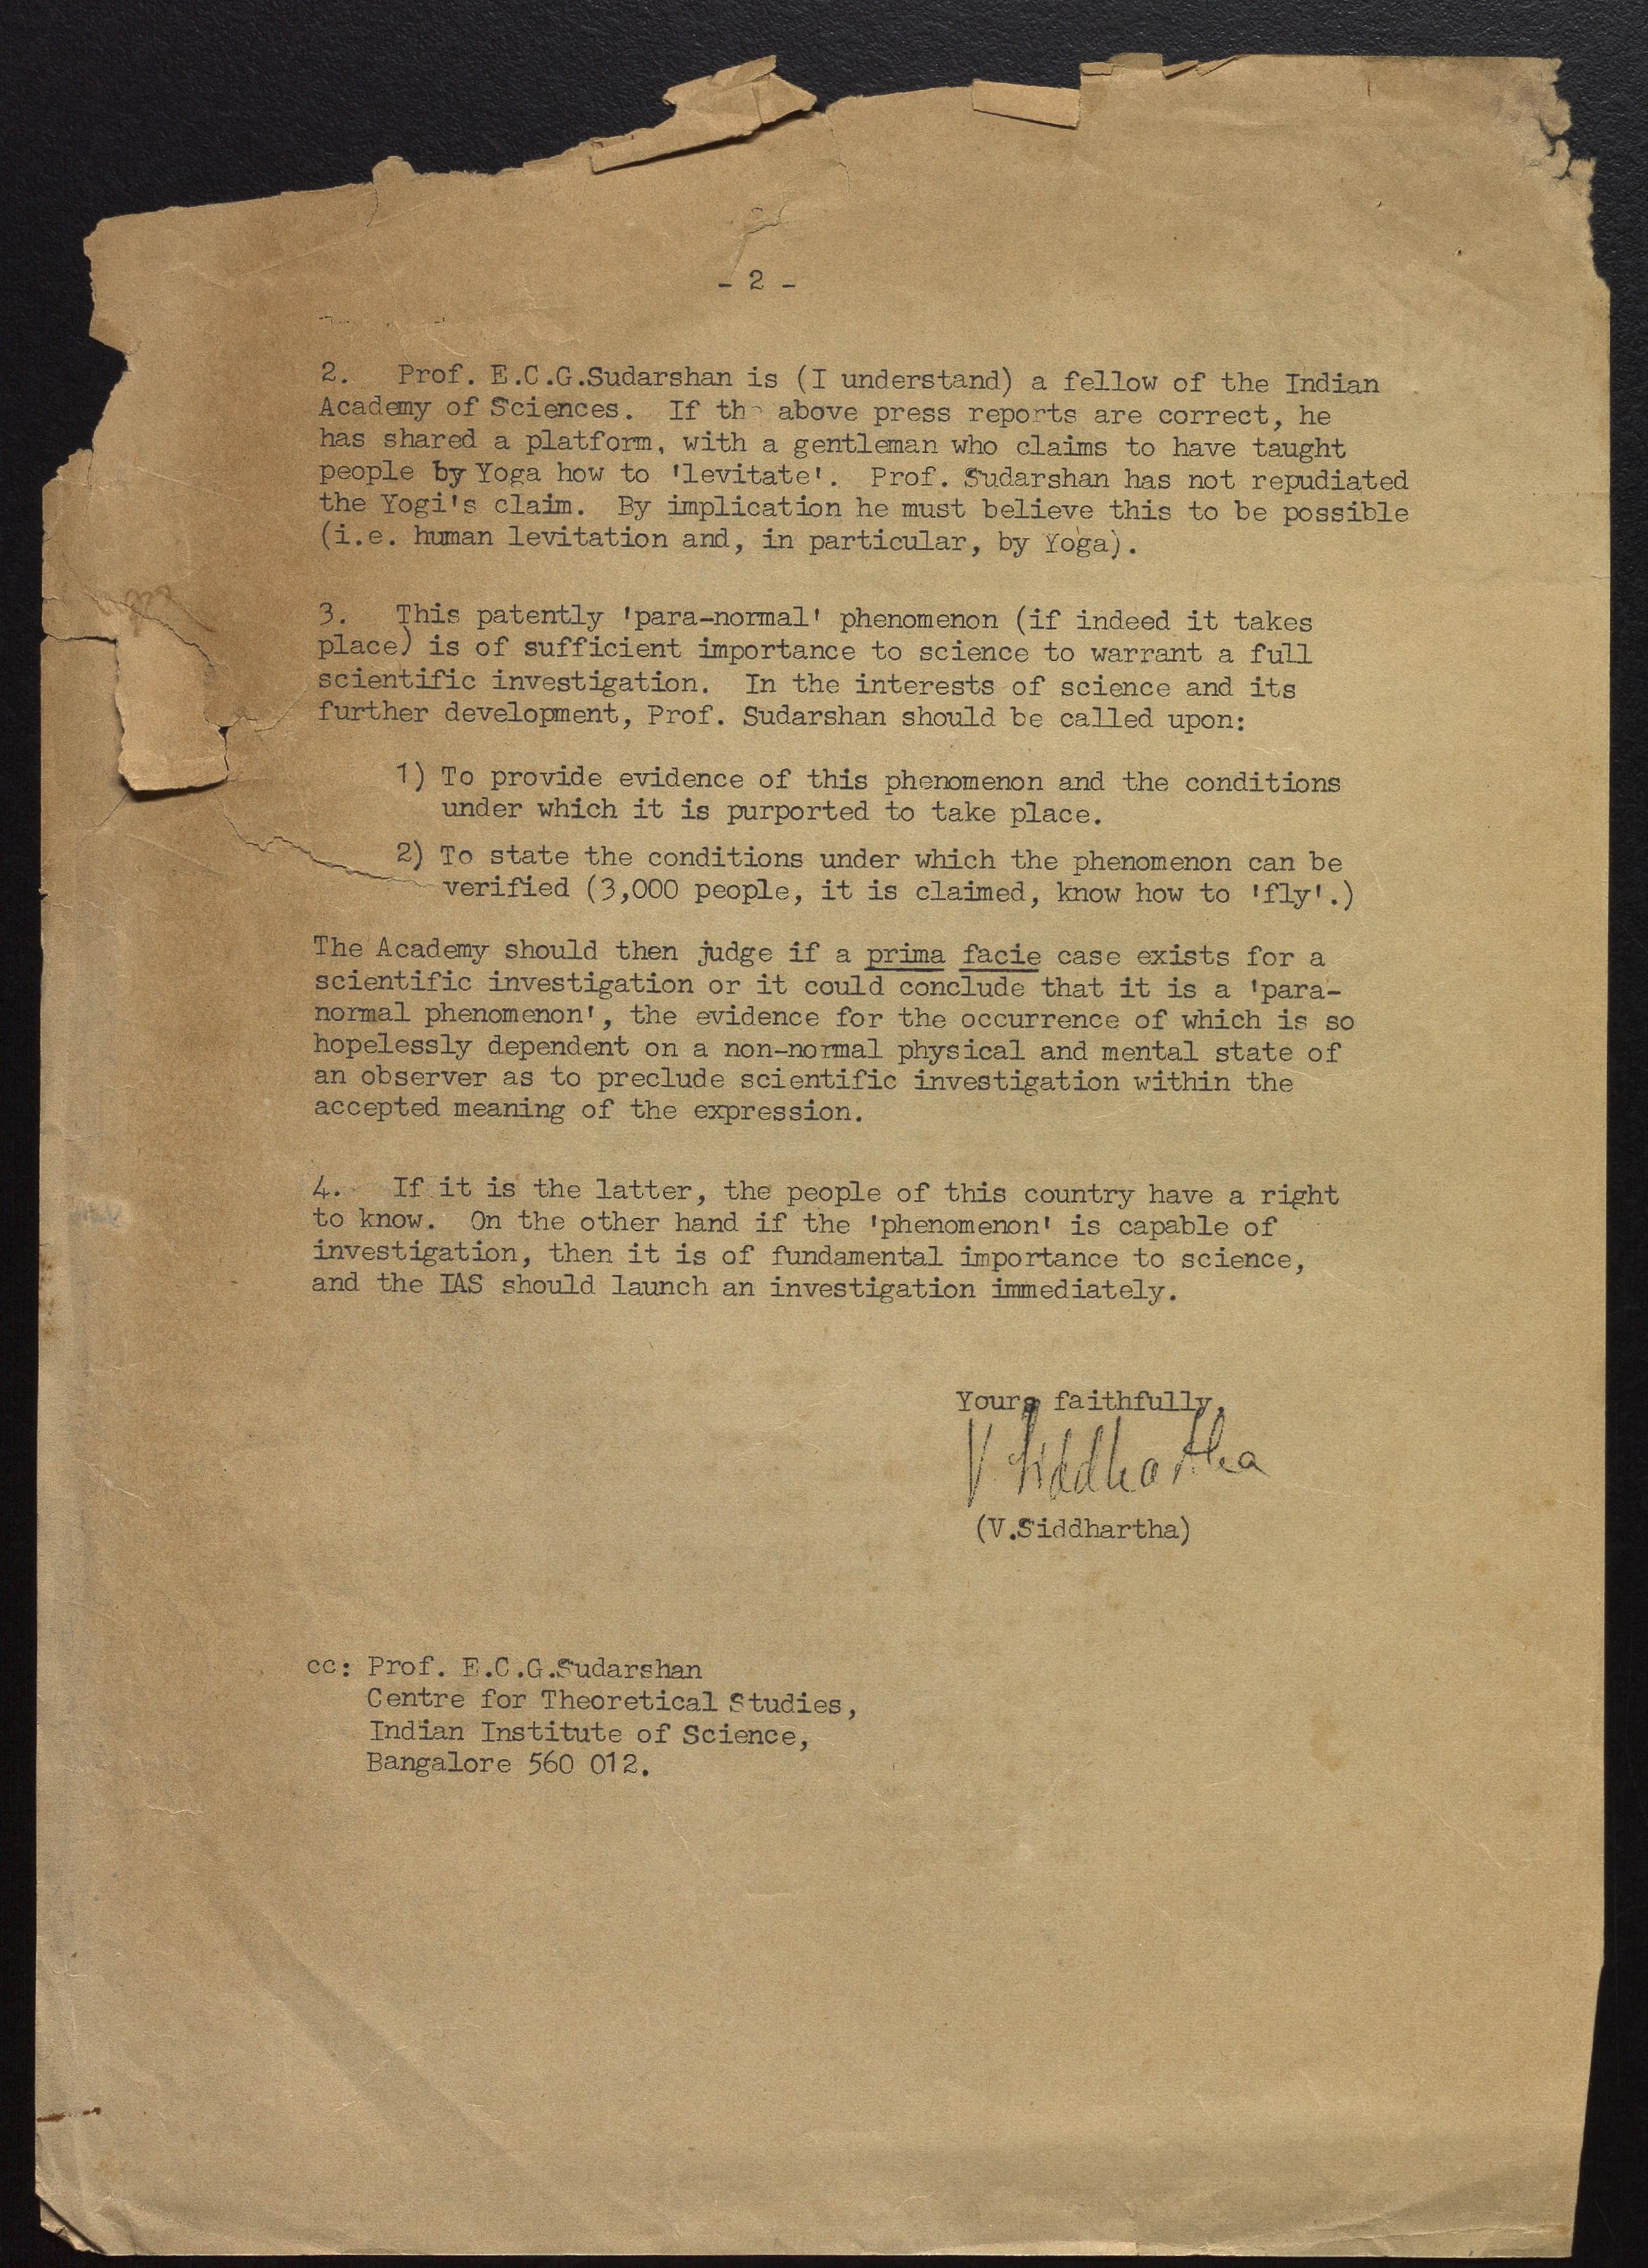 - 2 -
2. Prof. E.C.G.Sudarshan is (I understand) a fellow of the Indian
Academy of Sciences. If the above press reports are correct, he
has shared a platform, with a gentleman who claims to have taught
people by Yoga how to 'levitate'. Prof. Sudarshan has not repudiated
the Yogi's claim. By implication he must believe this to be possible
(i.e. human levitation and, in particular, by Yoga).
3. This patently 'para-normal' phenomenon (if indeed it takes
place) is of sufficient importance to science to warrant a full
scientific investigation. In the interests of science and its
further development, Prof. Sudarshan should be called upon:
1) To provide evidence of this phenomenon and the conditions
under which it is purported to take place.
2) To state the conditions under which the phenomenon can be
verified (3,000 people, it is claimed, know how to 'fly'.)
The Academy should then judge if a prima facie case exists for a
scientific investigation or it could conclude that it is a 'para-
normal phenomenon', the evidence for the occurrence of which is so
hopelessly dependent on a non-normal physical and mental state of
an observer as to preclude scientific investigation within the
accepted meaning of the expression.
4. If it is the latter, the people of this country have a right
to know. On the other hand if the 'phenomenon' is capable of
investigation, then it is of fundamental importance to science,
and the IAS should launch an investigation immediately.
Yours faithfully,
V. Siddhartha
(V.Siddhartha)
cc: Prof. E.C.G.Sudarshan
Centre for Theoretical Studies,
Indian Institute of Science,
Bangalore 560 012.